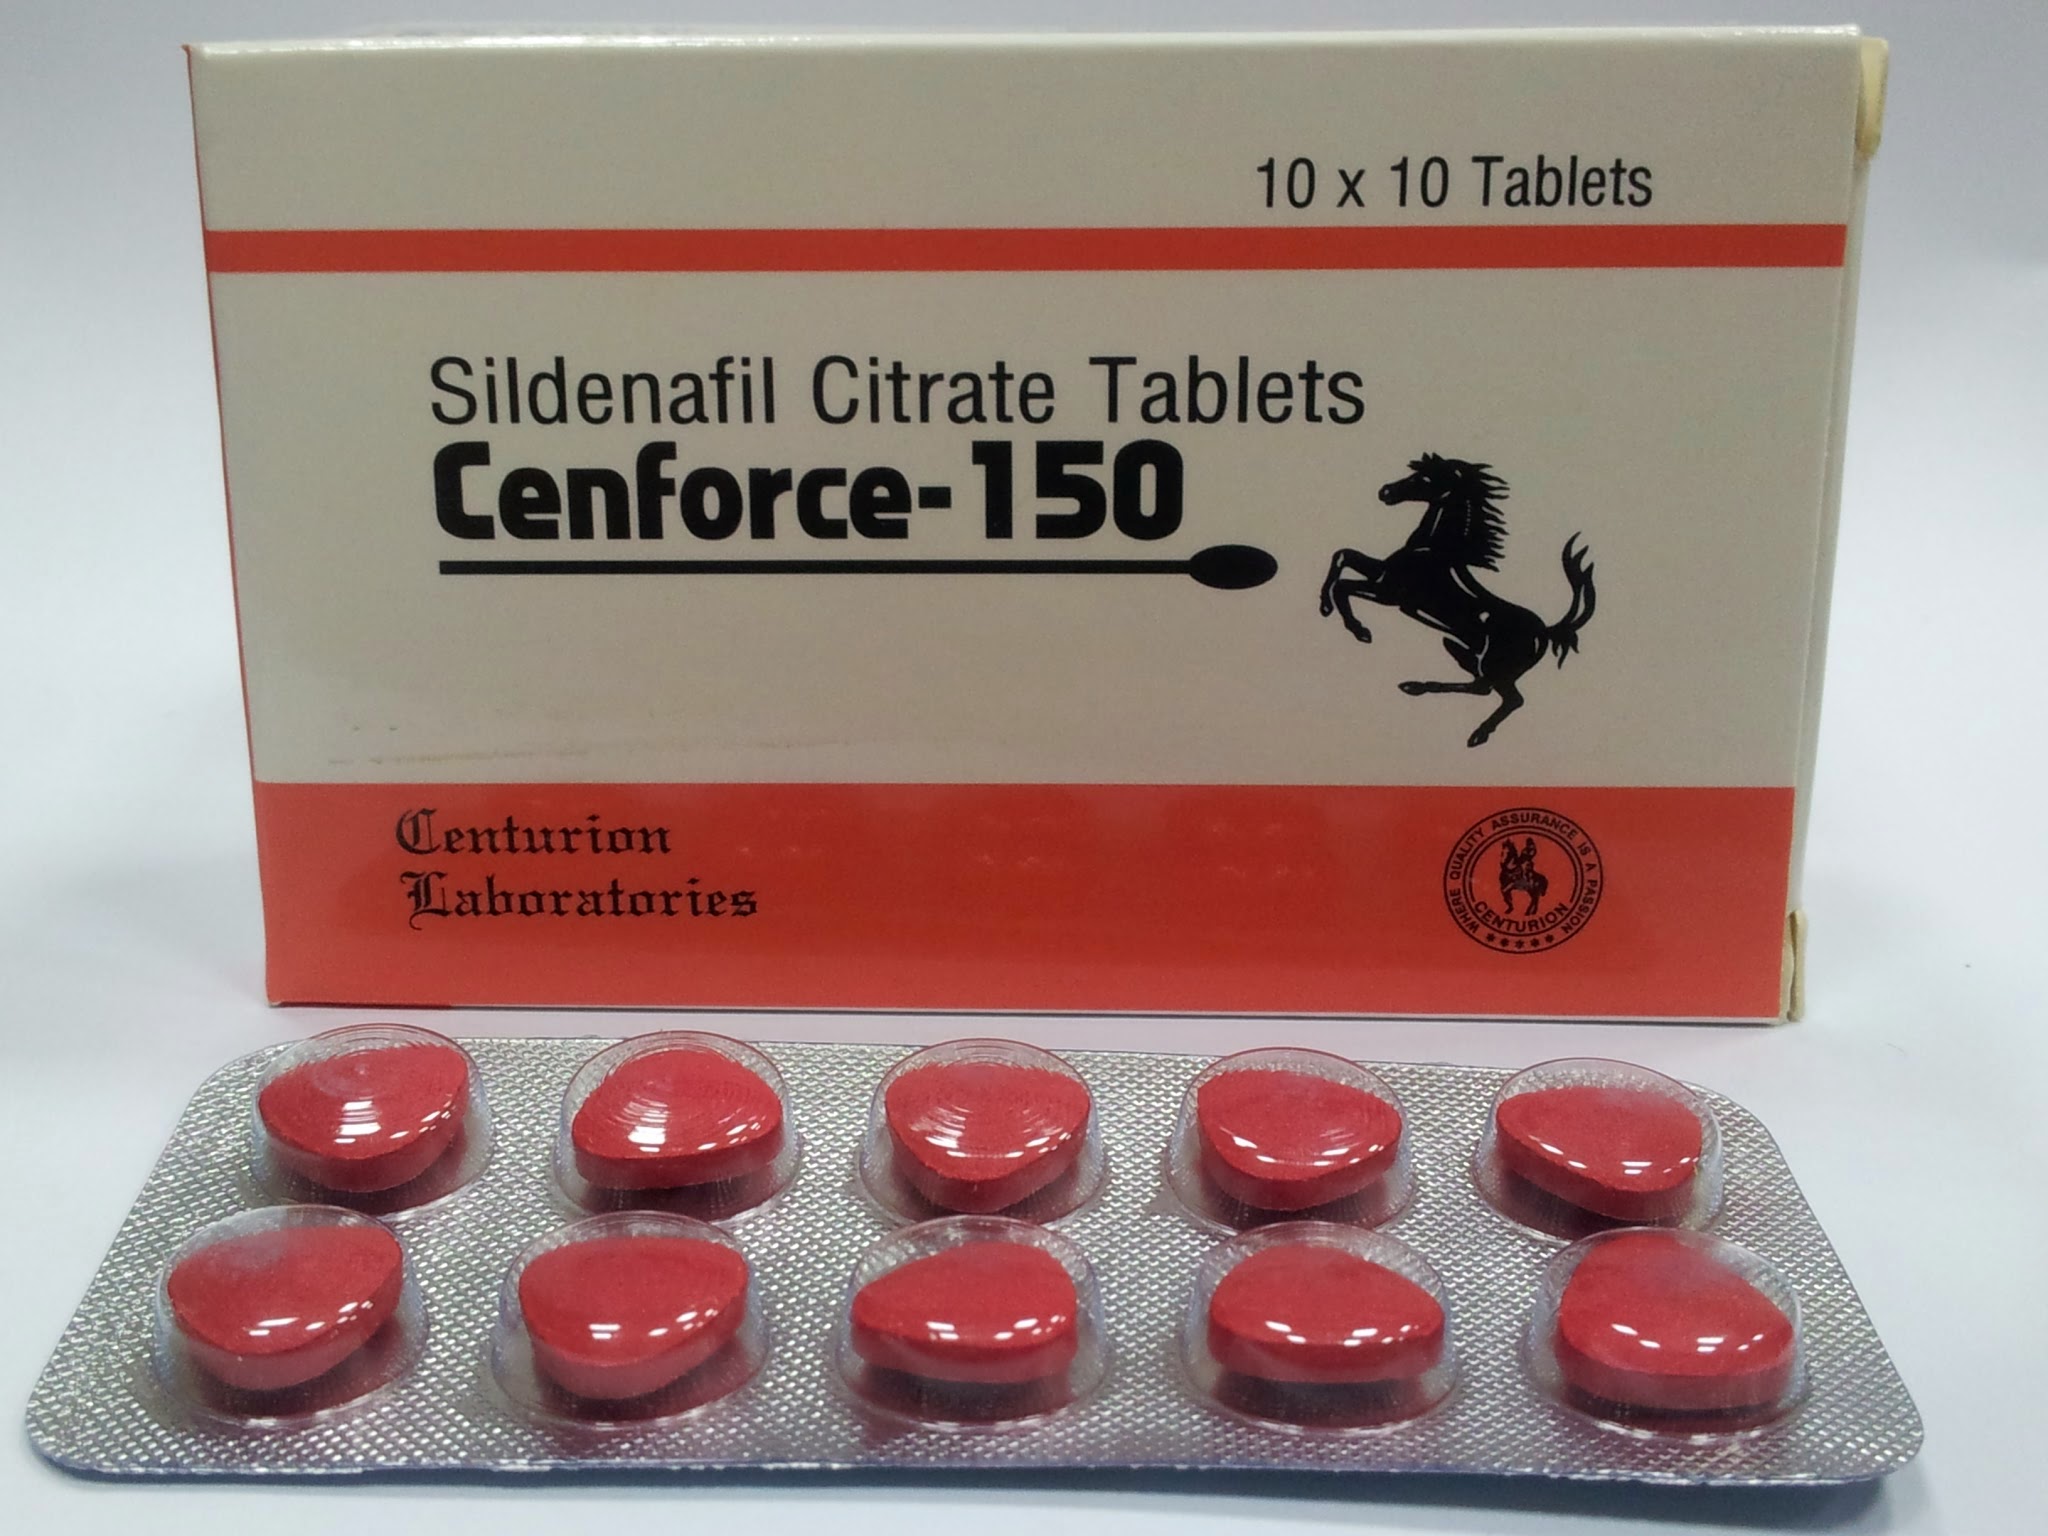 10 x 10 Tablets
Sildenafil Citrate Tablets
Cenforce-150
Centurion
Laboratories
WHERE QUALITY ASSURANCE IS A PASSION
CENTURION